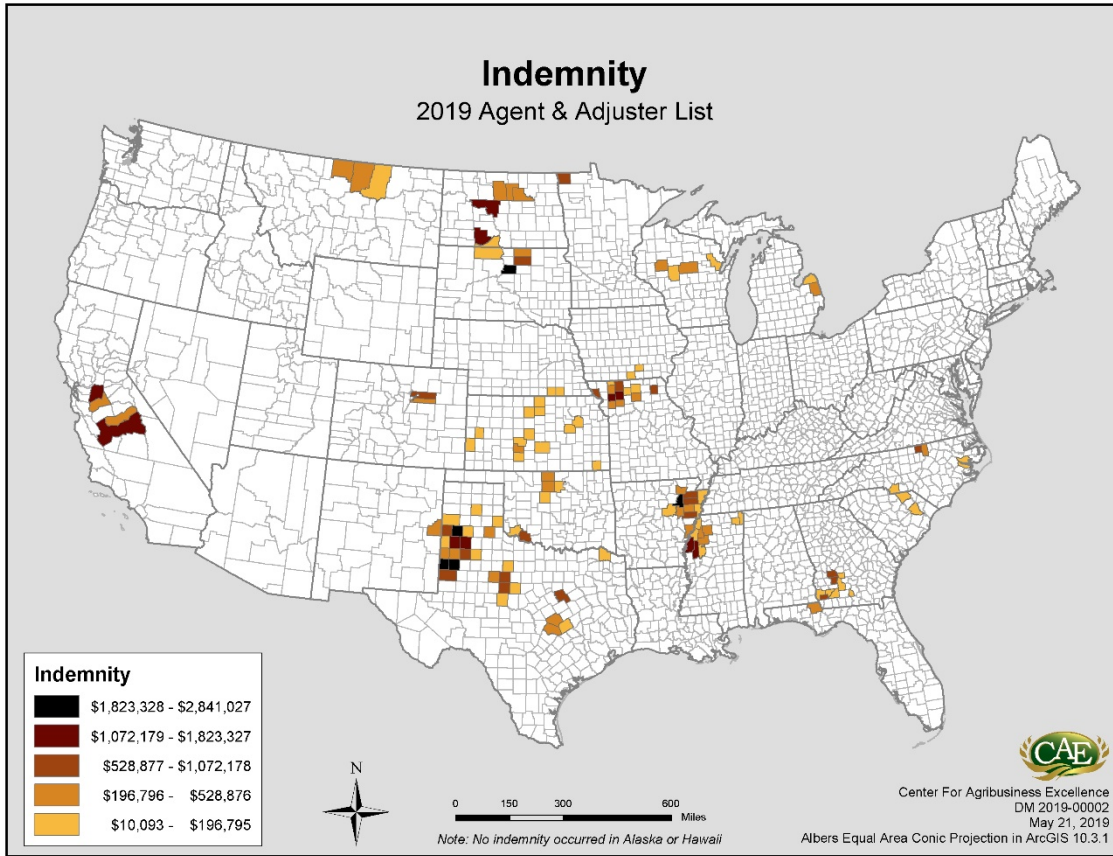 Indemnity
2019 Agent & Adjuster List
Indemnity
$1,823,328 - $2,841,027
$1,072,179 - $1,823,327
$528,877 - $1,072,178
$196,796 - $528,876
$10,093 - $196,795
N
0 150 300 600
Miles
Note: No indemnity occurred in Alaska or Hawaii
CAE
Center For Agribusiness Excellence
DM 2019-00002
May 21, 2019
Albers Equal Area Conic Projection in ArcGIS 10.3.1